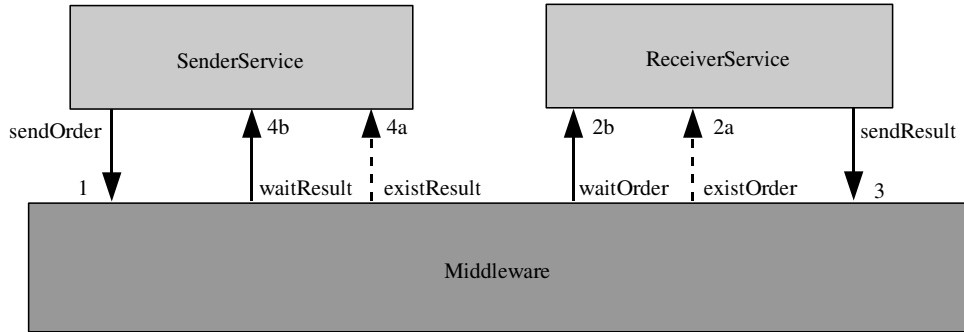 SenderService
ReceiverService
sendOrder
4b
4a
2b
2a
sendResult
1
waitResult
existResult
waitOrder
existOrder
3
Middleware